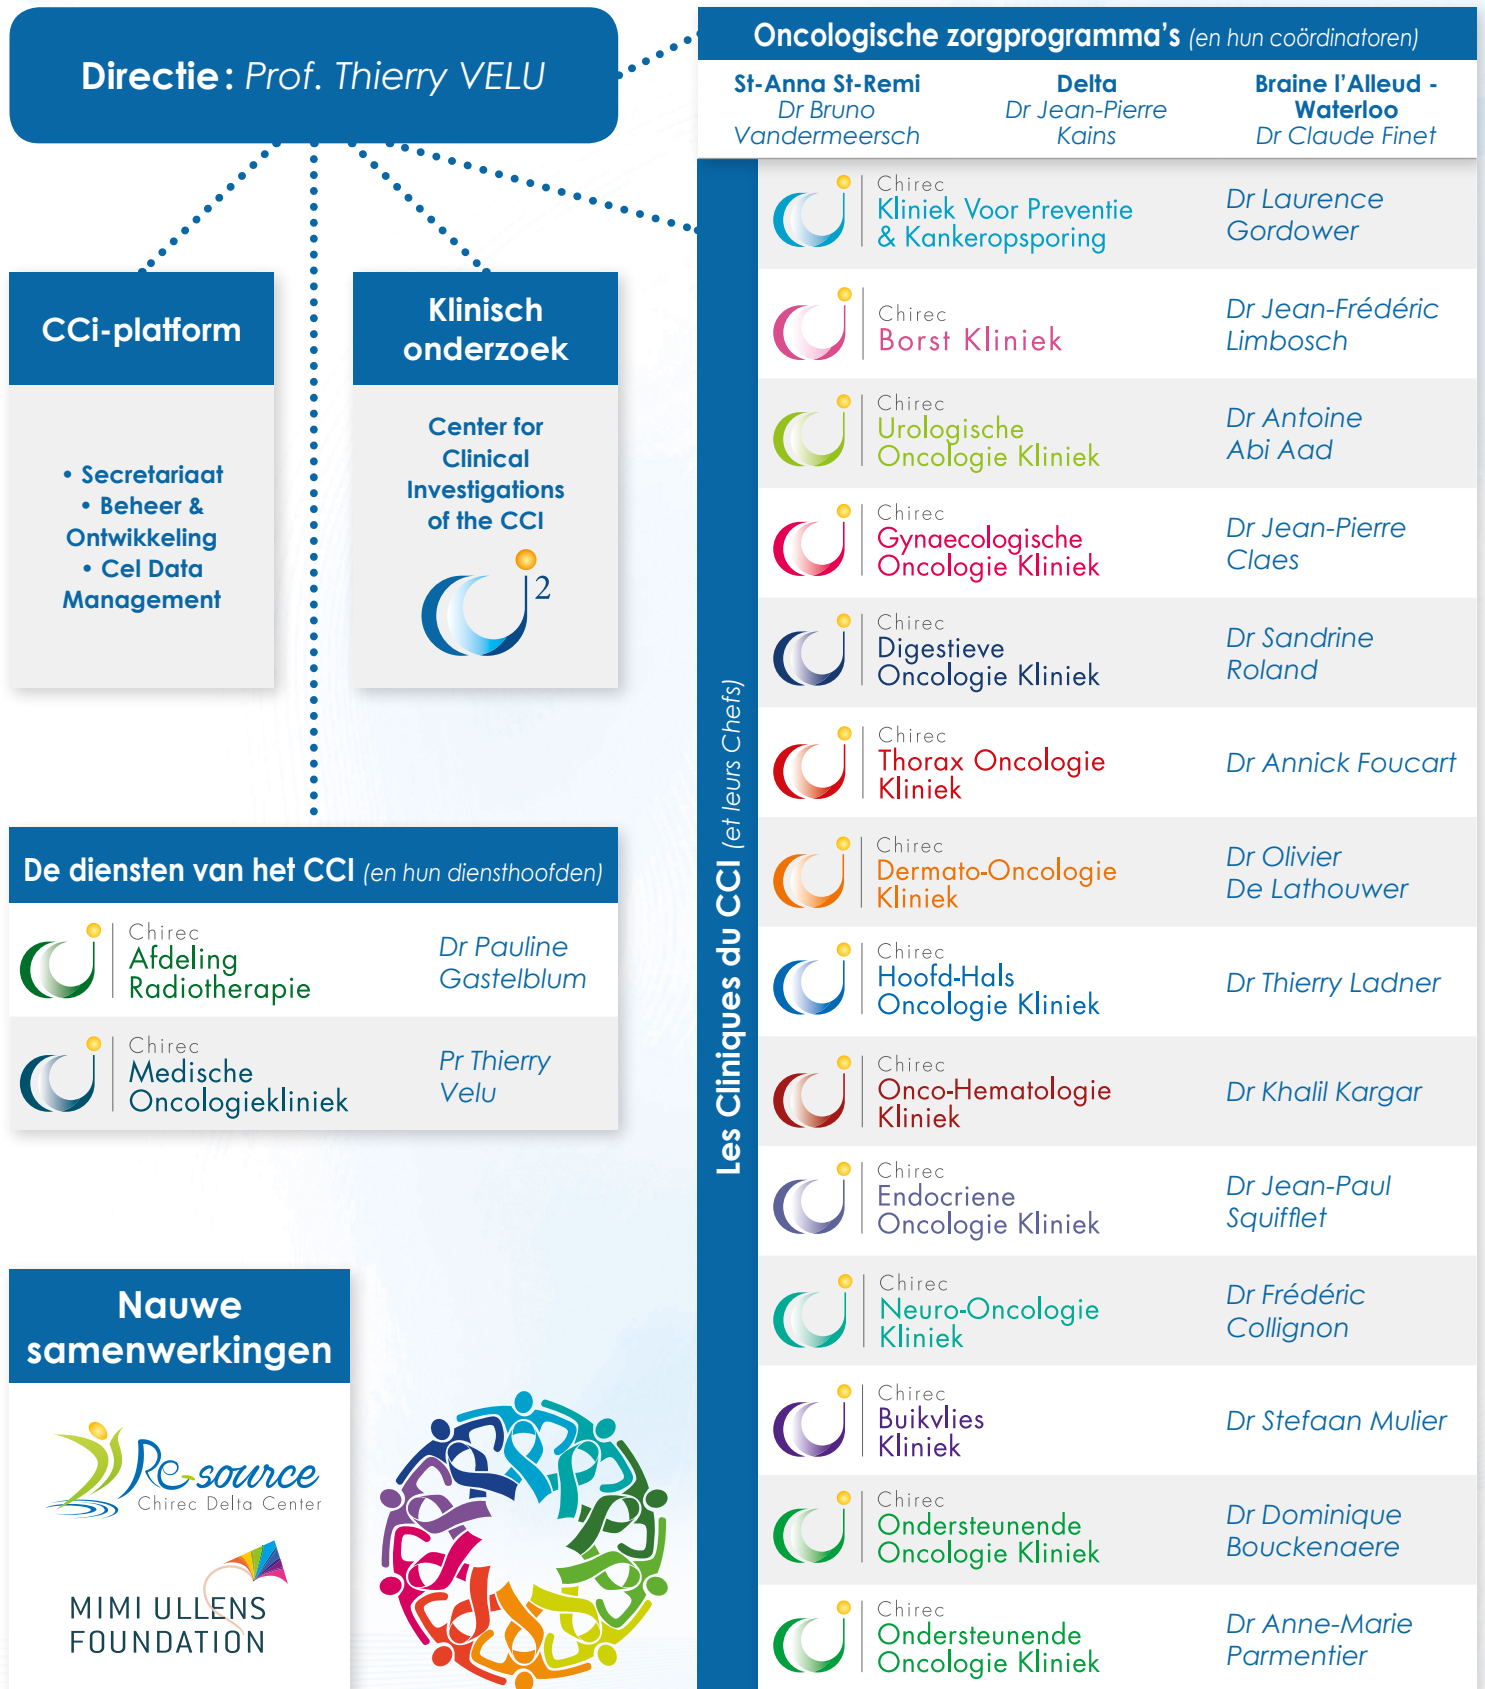 Directie : Prof. Thierry VELU
CCi-platform
• Secretariaat
• Beheer &
Ontwikkeling
• Cel Data
Management
Klinisch
onderzoek
Center for
Clinical
Investigations
of the CCI
2
De diensten van het CCI (en hun diensthoofden)
Chirec
Afdeling
Radiotherapie
Dr Pauline
Gastelblum
Chirec
Medische
Oncologiekliniek
Pr Thierry
Velu
Nauwe
samenwerkingen
Re-source
Chirec Delta Center
MIMI ULLENS
FOUNDATION
Oncologische zorgprogramma's (en hun coördinatoren)
St-Anna St-Remi
Dr Bruno
Vandermeersch
Delta
Dr Jean-Pierre
Kains
Braine l'Alleud -
Waterloo
Dr Claude Finet
Les Cliniques du CCI (et leurs Chefs)
Chirec
Kliniek Voor Preventie
& Kankeropsporing
Dr Laurence
Gordower
Chirec
Borst Kliniek
Dr Jean-Frédéric
Limbosch
Chirec
Urologische
Oncologie Kliniek
Dr Antoine
Abi Aad
Chirec
Gynaecologische
Oncologie Kliniek
Dr Jean-Pierre
Claes
Chirec
Digestieve
Oncologie Kliniek
Dr Sandrine
Roland
Chirec
Thorax Oncologie
Kliniek
Dr Annick Foucart
Chirec
Dermato-Oncologie
Kliniek
Dr Olivier
De Lathouwer
Chirec
Hoofd-Hals
Oncologie Kliniek
Dr Thierry Ladner
Chirec
Onco-Hematologie
Kliniek
Dr Khalil Kargar
Chirec
Endocriene
Oncologie Kliniek
Dr Jean-Paul
Squifflet
Chirec
Neuro-Oncologie
Kliniek
Dr Frédéric
Collignon
Chirec
Buikvlies
Kliniek
Dr Stefaan Mulier
Chirec
Ondersteunende
Oncologie Kliniek
Dr Dominique
Bouckenaere
Chirec
Ondersteunende
Oncologie Kliniek
Dr Anne-Marie
Parmentier